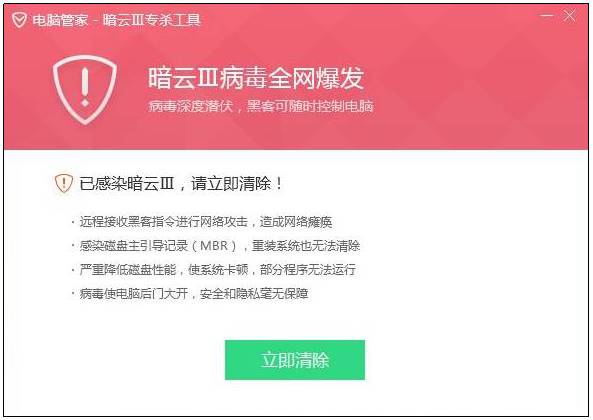 电脑管家 - 暗云Ⅲ专杀工具
暗云Ⅲ病毒全网爆发
病毒深度潜伏，黑客可随时控制电脑
已感染暗云Ⅲ，请立即清除！
· 远程接收黑客指令进行网络攻击，造成网络瘫痪
· 感染磁盘主引导记录（MBR），重装系统也无法清除
· 严重降低磁盘性能，使系统卡顿，部分程序无法运行
· 病毒使电脑后门大开，安全和隐私毫无保障
立即清除